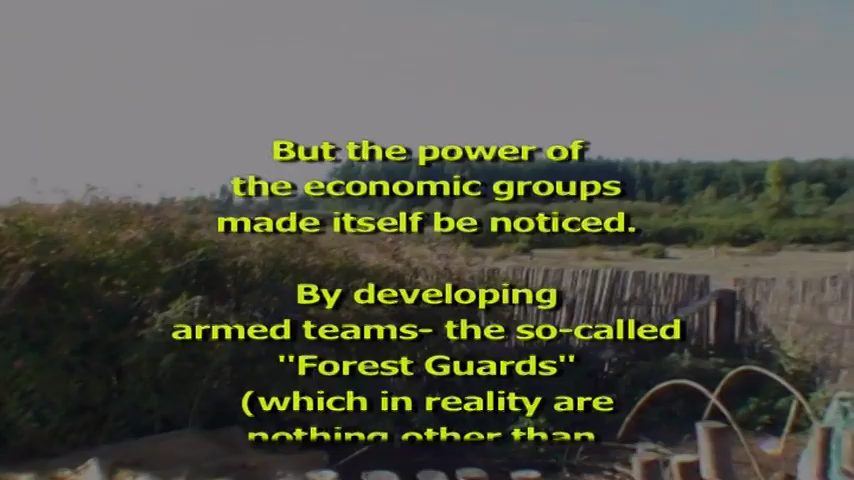 But the power of
the economic groups
made itself be noticed.
By developing
armed teams- the so-called
"Forest Guards"
(which in reality are
nothing other than